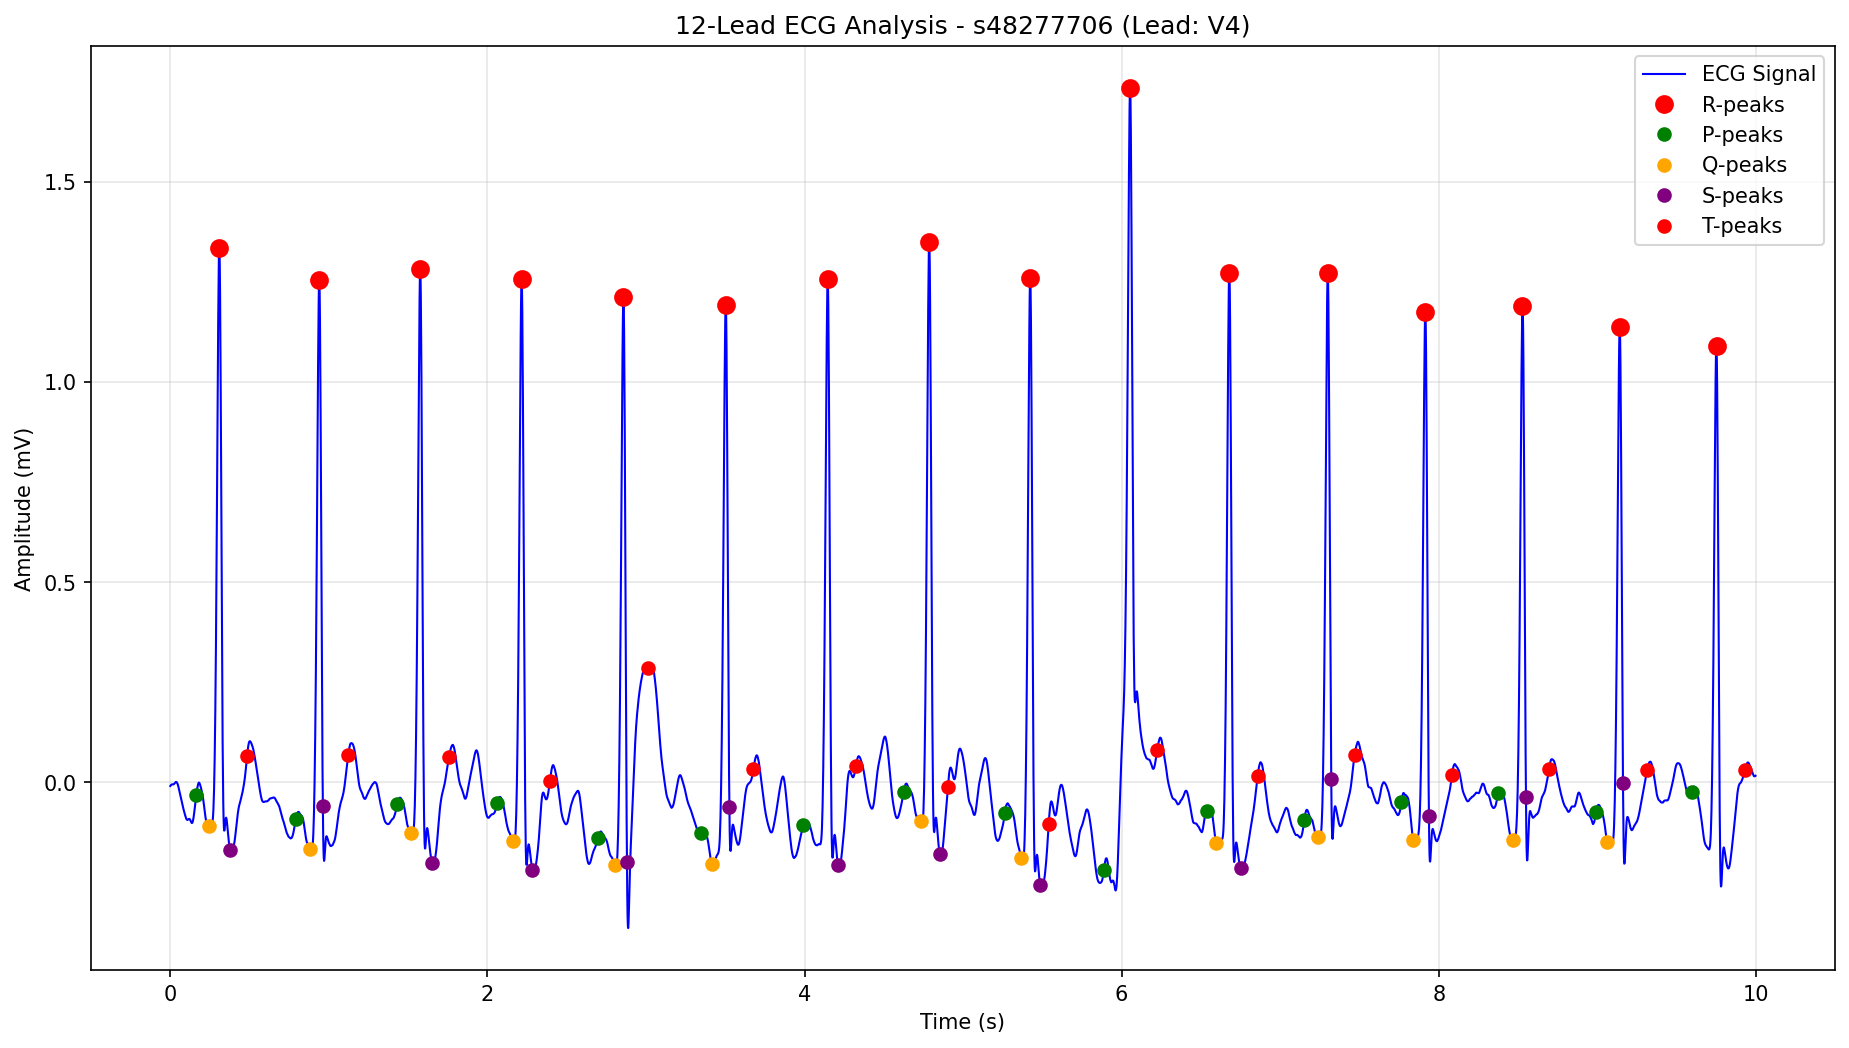 12-Lead ECG Analysis - s48277706 (Lead: V4)
ECG Signal
R-peaks
P-peaks
Q-peaks
S-peaks
T-peaks
Amplitude (mV)
1.5
1.0
0.5
0.0
0 2 4 6 8 10
Time (s)